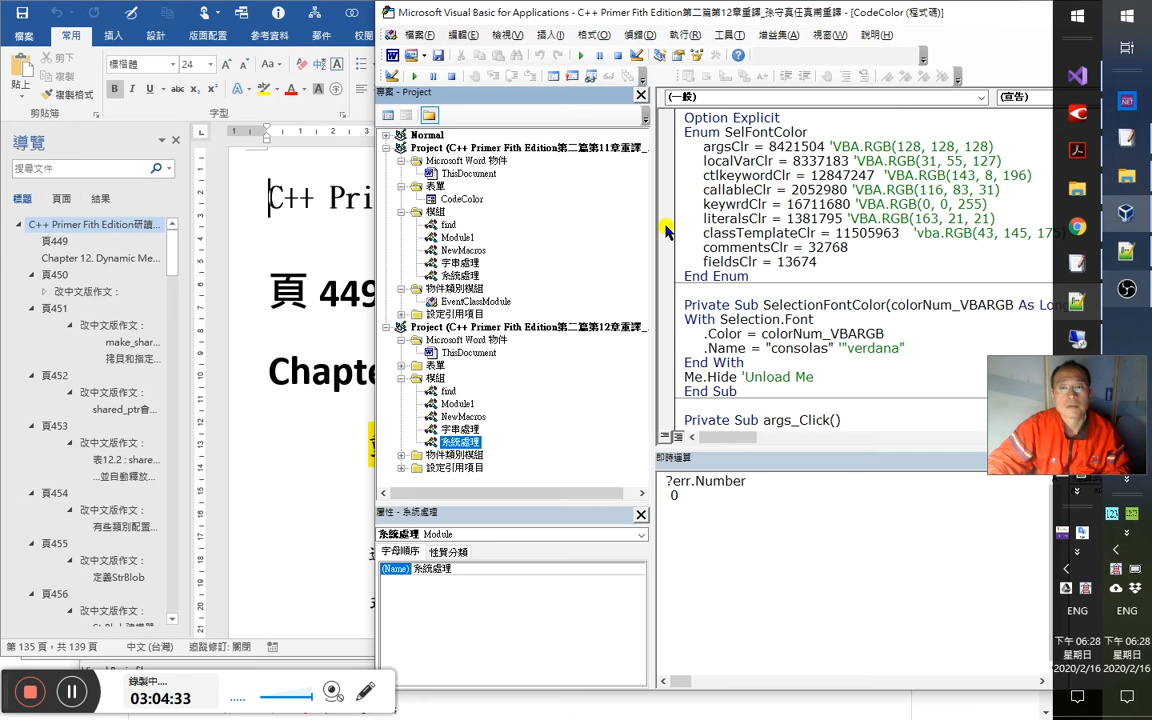 Microsoft Visual Basic for Applications - C++ Primer Fith Edition第二篇第12章重譯_孫守真任真甫重譯 - [CodeColor (程式碼)]
檔案 常用 插入 設計 版面配置 參考資料 郵件 校閱
檔案(F) 編輯(E) 檢視(V) 插入(I) 格式(O) 偵錯(D) 執行(R) 工具(T) 增益集(A) 視窗(W) 說明(H)
貼上
剪下
複製
複製格式
剪貼簿
標楷體 24
B I U abc X₂ X²
字型
專案 - Project
Normal
Project (C++ Primer Fith Edition第二篇第11章重譯_
Microsoft Word 物件
ThisDocument
表單
CodeColor
模組
find
Module1
NewMacros
字串處理
系統處理
物件類別模組
EventClassModule
設定引用項目
Project (C++ Primer Fith Edition第二篇第12章重譯_
Microsoft Word 物件
ThisDocument
表單
模組
find
Module1
NewMacros
字串處理
系統處理
物件類別模組
設定引用項目
屬性 - 系統處理
系統處理 Module
字母順序 性質分類
(Name) 系統處理
導覽
搜尋文件
標題 頁面 結果
C++ Primer Fith Edition研讀...
頁449
Chapter 12. Dynamic Me...
頁450
改中文版作文：
頁451
改中文版作文：
make_shar...
拷貝和指定...
頁452
改中文版作文：
shared_ptr會...
頁453
改中文版作文：
表12.2 : share...
...並自動釋放...
頁454
改中文版作文：
有些類別配置...
頁455
改中文版作文：
定義StrBlob
頁456
改中文版作文：
C++ Pri
頁 449
Chapte
第 135 頁，共 139 頁 中文 (台灣) 追蹤修訂: 關閉
(一般) (宣告)
Option Explicit
Enum SelFontColor
argsClr = 8421504 'VBA.RGB(128, 128, 128)
localVarClr = 8337183 'VBA.RGB(31, 55, 127)
ctlkeywordClr = 12847247 'VBA.RGB(143, 8, 196)
callableClr = 2052980 'VBA.RGB(116, 83, 31)
keywrdClr = 16711680 'VBA.RGB(0, 0, 255)
literalsClr = 1381795 'VBA.RGB(163, 21, 21)
classTemplateClr = 11505963 'vba.RGB(43, 145, 175)
commentsClr = 32768
fieldsClr = 13674
End Enum
Private Sub SelectionFontColor(colorNum_VBARGB As Lon
With Selection.Font
.Color = colorNum_VBARGB
.Name = "consolas" '"verdana"
End With
Me.Hide 'Unload Me
End Sub
Private Sub args_Click()
即時運算
?err.Number
0
錄製中...
03:04:33
ENG ENG
下午 06:28 下午 06:28
星期日 星期日
2020/2/16 2020/2/16